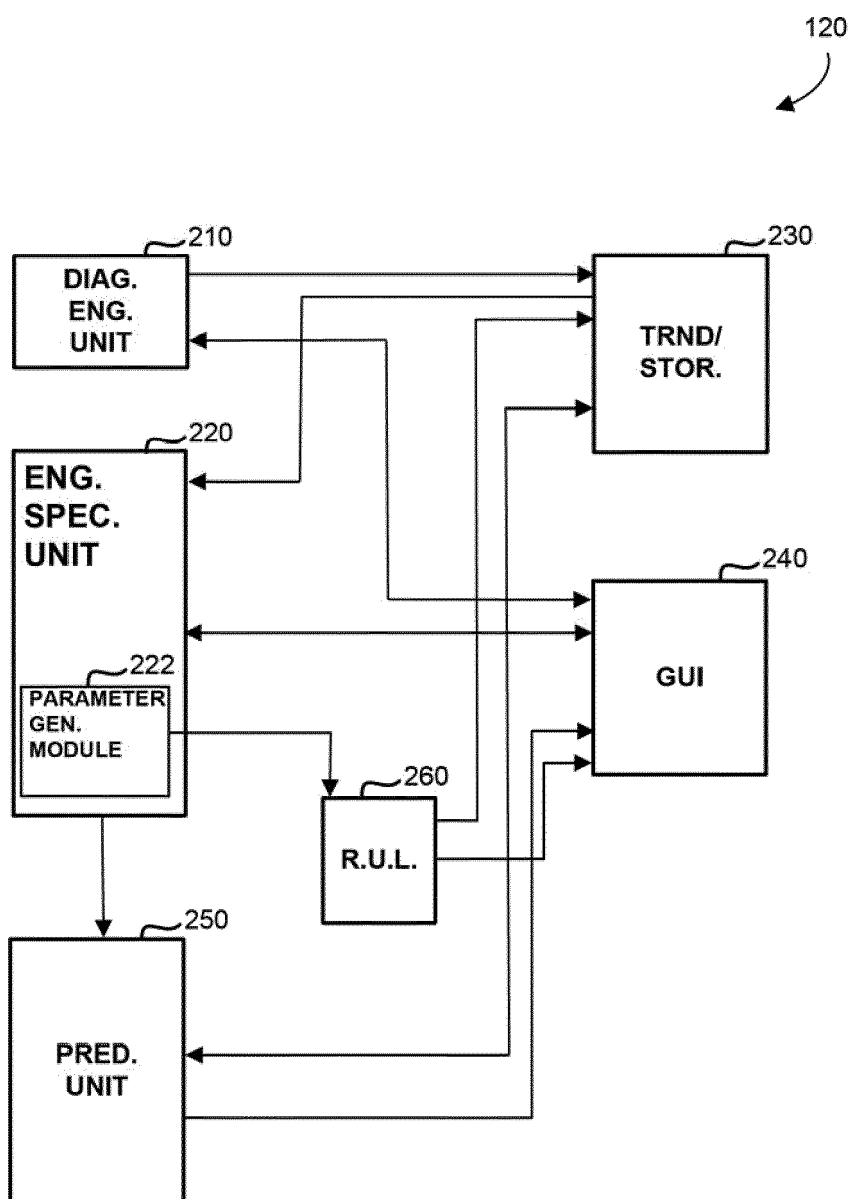 120
210
DIAG.
ENG.
UNIT
230
TRND/
STOR.
220
ENG.
SPEC.
UNIT
222
PARAMETER
GEN.
MODULE
240
GUI
260
R.U.L.
250
PRED.
UNIT